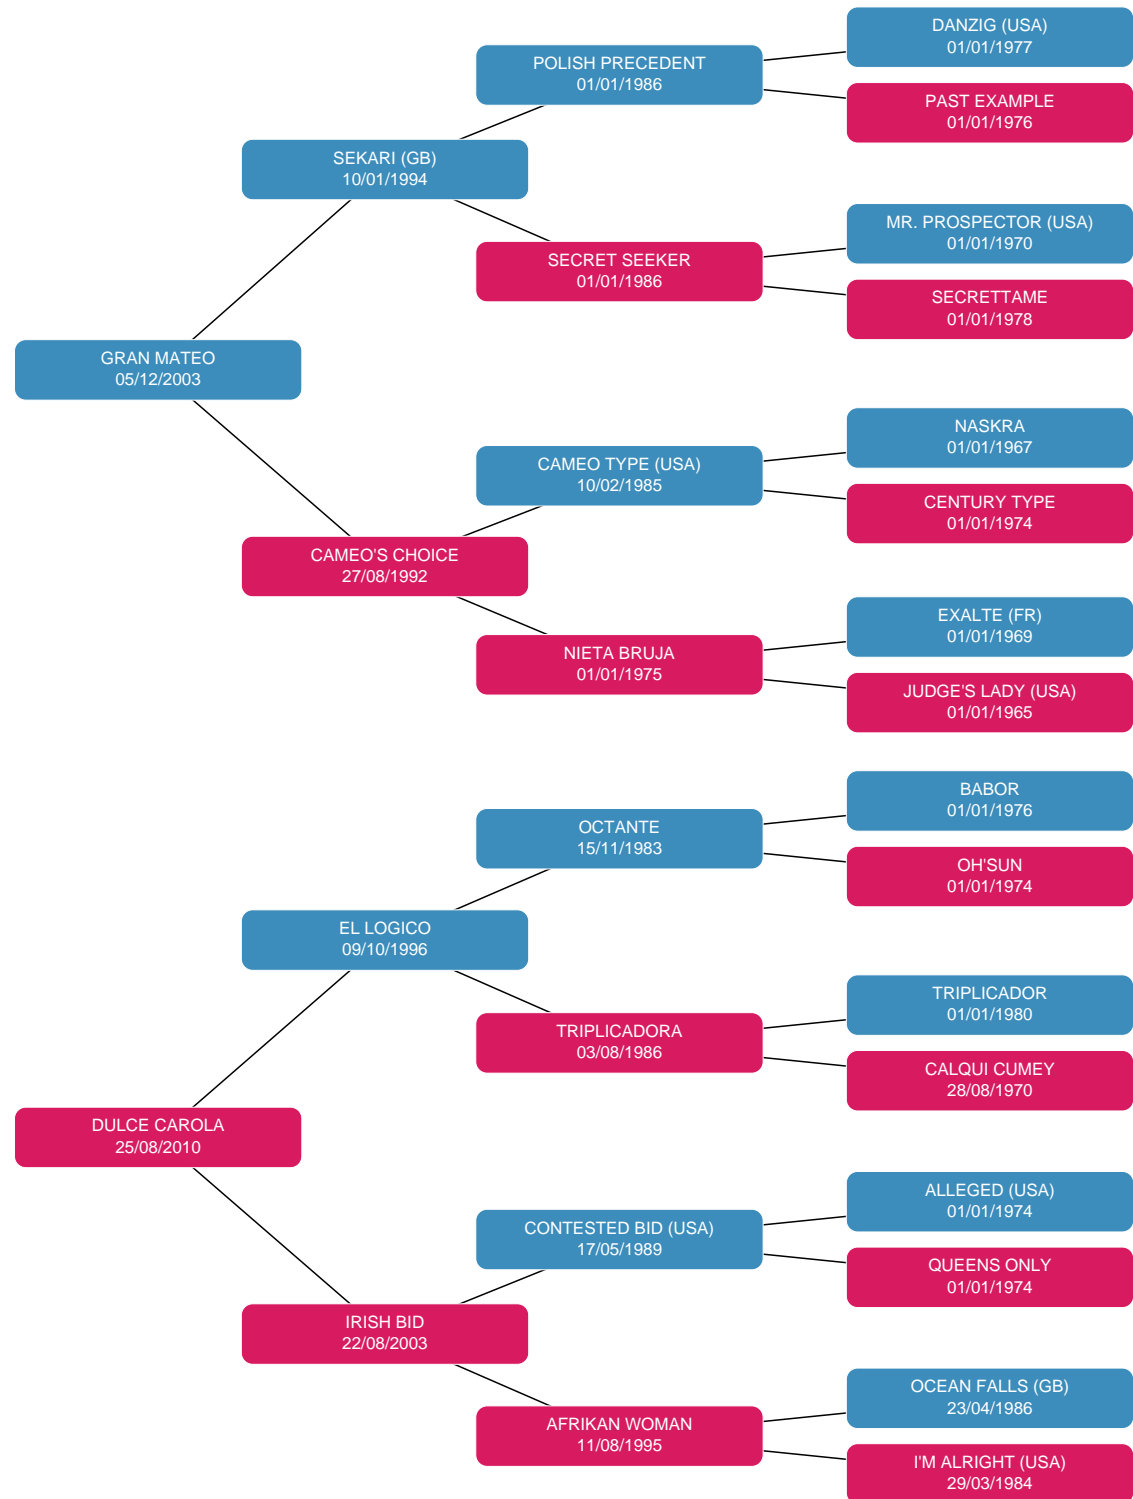 DANZIG (USA)
01/01/1977
POLISH PRECEDENT
01/01/1986
PAST EXAMPLE
01/01/1976
SEKARI (GB)
10/01/1994
MR. PROSPECTOR (USA)
01/01/1970
SECRET SEEKER
01/01/1986
SECRETTAME
01/01/1978
GRAN MATEO
05/12/2003
NASKRA
01/01/1967
CAMEO TYPE (USA)
10/02/1985
CENTURY TYPE
01/01/1974
CAMEO'S CHOICE
27/08/1992
EXALTE (FR)
01/01/1969
NIETA BRUJA
01/01/1975
JUDGE'S LADY (USA)
01/01/1965
BABOR
01/01/1976
OCTANTE
15/11/1983
OH'SUN
01/01/1974
EL LOGICO
09/10/1996
TRIPLICADOR
01/01/1980
TRIPLICADORA
03/08/1986
CALQUI CUMEY
28/08/1970
DULCE CAROLA
25/08/2010
ALLEGED (USA)
01/01/1974
CONTESTED BID (USA)
17/05/1989
QUEENS ONLY
01/01/1974
IRISH BID
22/08/2003
OCEAN FALLS (GB)
23/04/1986
AFRIKAN WOMAN
11/08/1995
I'M ALRIGHT (USA)
29/03/1984